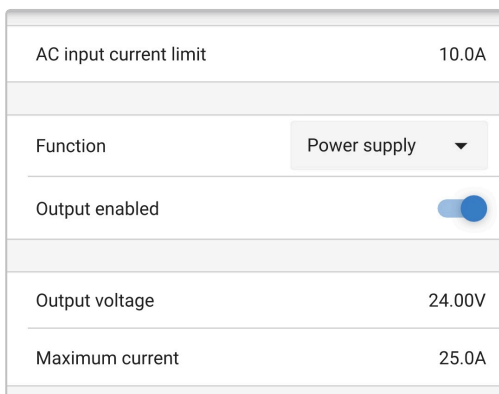 AC input current limit 10.0A
Function Power supply
Output enabled
Output voltage 24.00V
Maximum current 25.0A